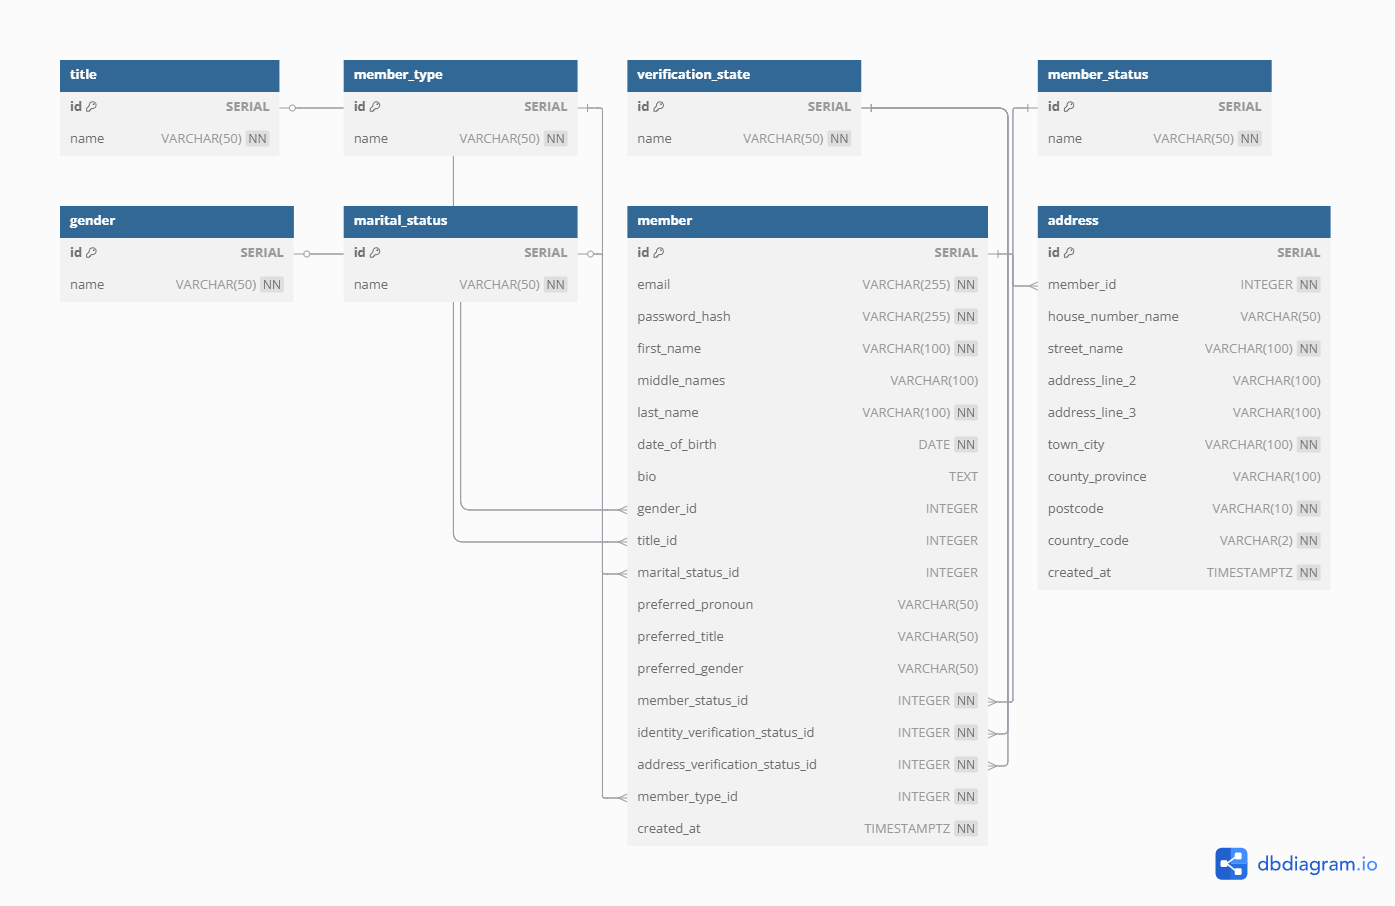 title
id SERIAL
name VARCHAR(50) NN
member_type
id SERIAL
name VARCHAR(50) NN
verification_state
id SERIAL
name VARCHAR(50) NN
member_status
id SERIAL
name VARCHAR(50) NN
gender
id SERIAL
name VARCHAR(50) NN
marital_status
id SERIAL
name VARCHAR(50) NN
member
id SERIAL
email VARCHAR(255) NN
password_hash VARCHAR(255) NN
first_name VARCHAR(100) NN
middle_names VARCHAR(100)
last_name VARCHAR(100) NN
date_of_birth DATE NN
bio TEXT
gender_id INTEGER
title_id INTEGER
marital_status_id INTEGER
preferred_pronoun VARCHAR(50)
preferred_title VARCHAR(50)
preferred_gender VARCHAR(50)
member_status_id INTEGER NN
identity_verification_status_id INTEGER NN
address_verification_status_id INTEGER NN
member_type_id INTEGER NN
created_at TIMESTAMPTZ NN
address
id SERIAL
member_id INTEGER NN
house_number_name VARCHAR(50)
street_name VARCHAR(100) NN
address_line_2 VARCHAR(100)
address_line_3 VARCHAR(100)
town_city VARCHAR(100) NN
county_province VARCHAR(100)
postcode VARCHAR(10) NN
country_code VARCHAR(2) NN
created_at TIMESTAMPTZ NN
dbdiagram.io